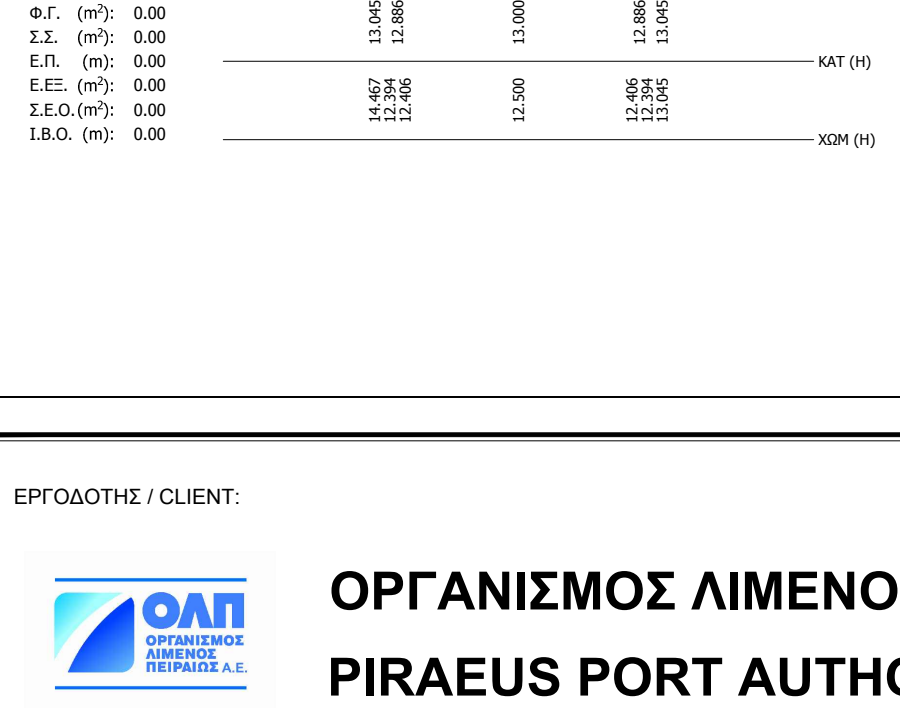 Φ.Γ. (m²): 0.00
13.045 12.886 13.000 12.886 13.045
Σ.Σ. (m²): 0.00
Ε.Π. (m): 0.00
ΚΑΤ (Η)
Ε.ΕΞ. (m²): 0.00
14.467 12.394 12.406 12.500 12.406 12.394 13.045
Σ.Ε.Ο. (m²): 0.00
Ι.Β.Ο. (m): 0.00
ΧΩΜ (Η)
ΕΡΓΟΔΟΤΗΣ / CLIENT:
ΟΛΠ
ΟΡΓΑΝΙΣΜΟΣ
ΛΙΜΕΝΟΣ
ΠΕΙΡΑΙΩΣ Α.Ε.
ΟΡΓΑΝΙΣΜΟΣ ΛΙΜΕΝΟ
PIRAEUS PORT AUTHO